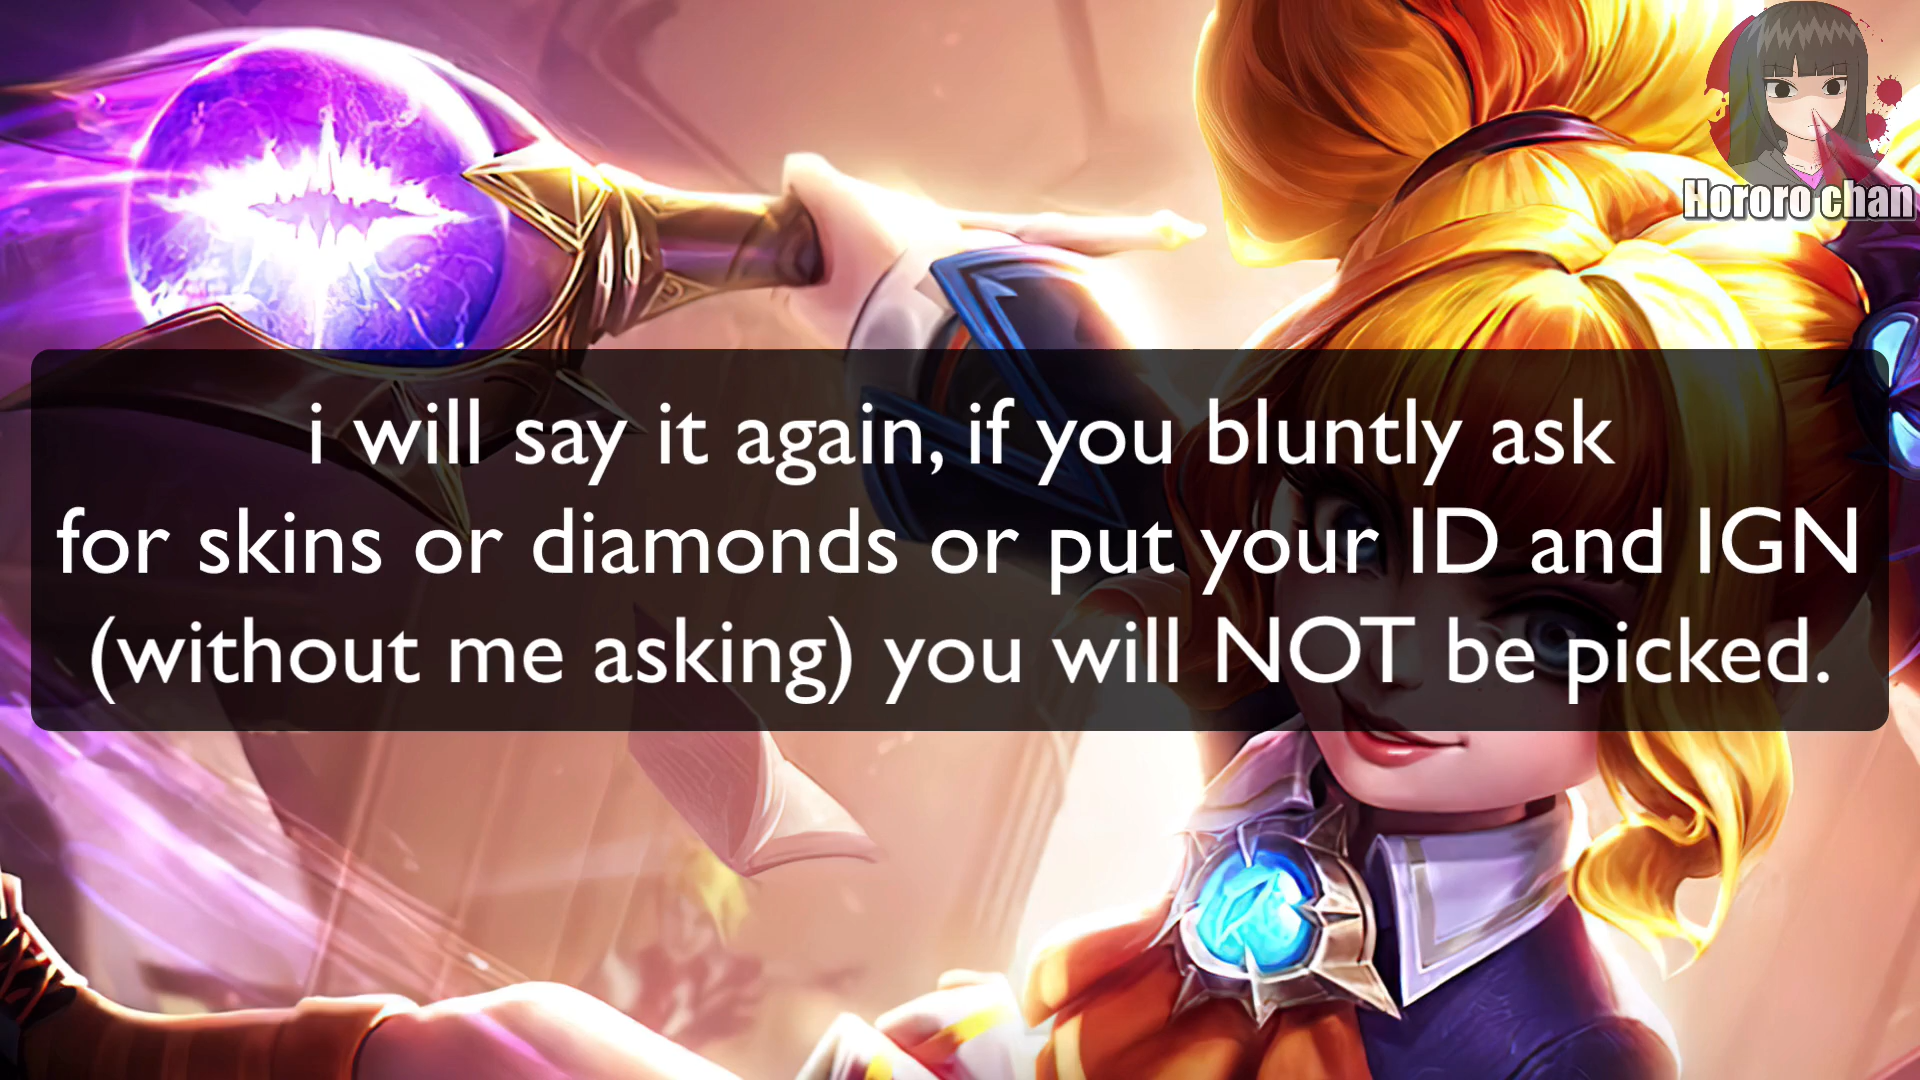 Hororo chan
i will say it again, if you bluntly ask
for skins or diamonds or put your ID and IGN
(without me asking) you will NOT be picked.